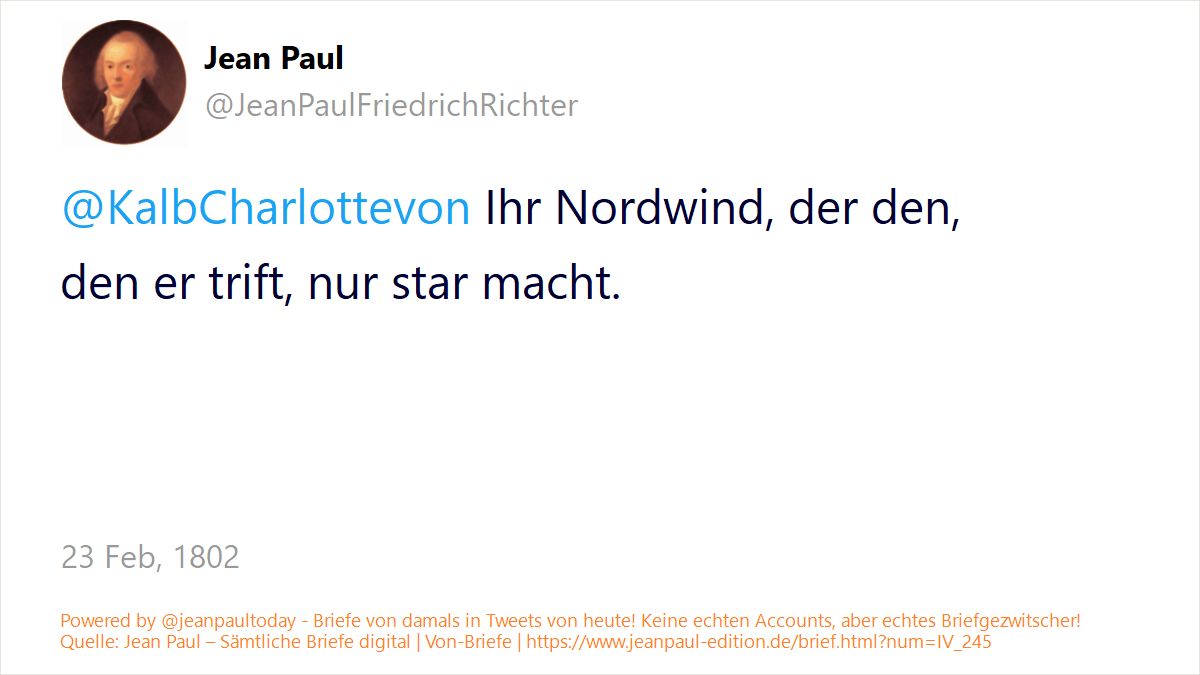 Jean Paul
@JeanPaulFriedrichRichter
@KalbCharlottevon Ihr Nordwind, der den,
den er trift, nur star macht.
23 Feb, 1802
Powered by @jeanpaultoday - Briefe von damals in Tweets von heute! Keine echten Accounts, aber echtes Briefgezwitscher!
Quelle: Jean Paul – Sämtliche Briefe digital | Von-Briefe | https://www.jeanpaul-edition.de/brief.html?num=IV_245